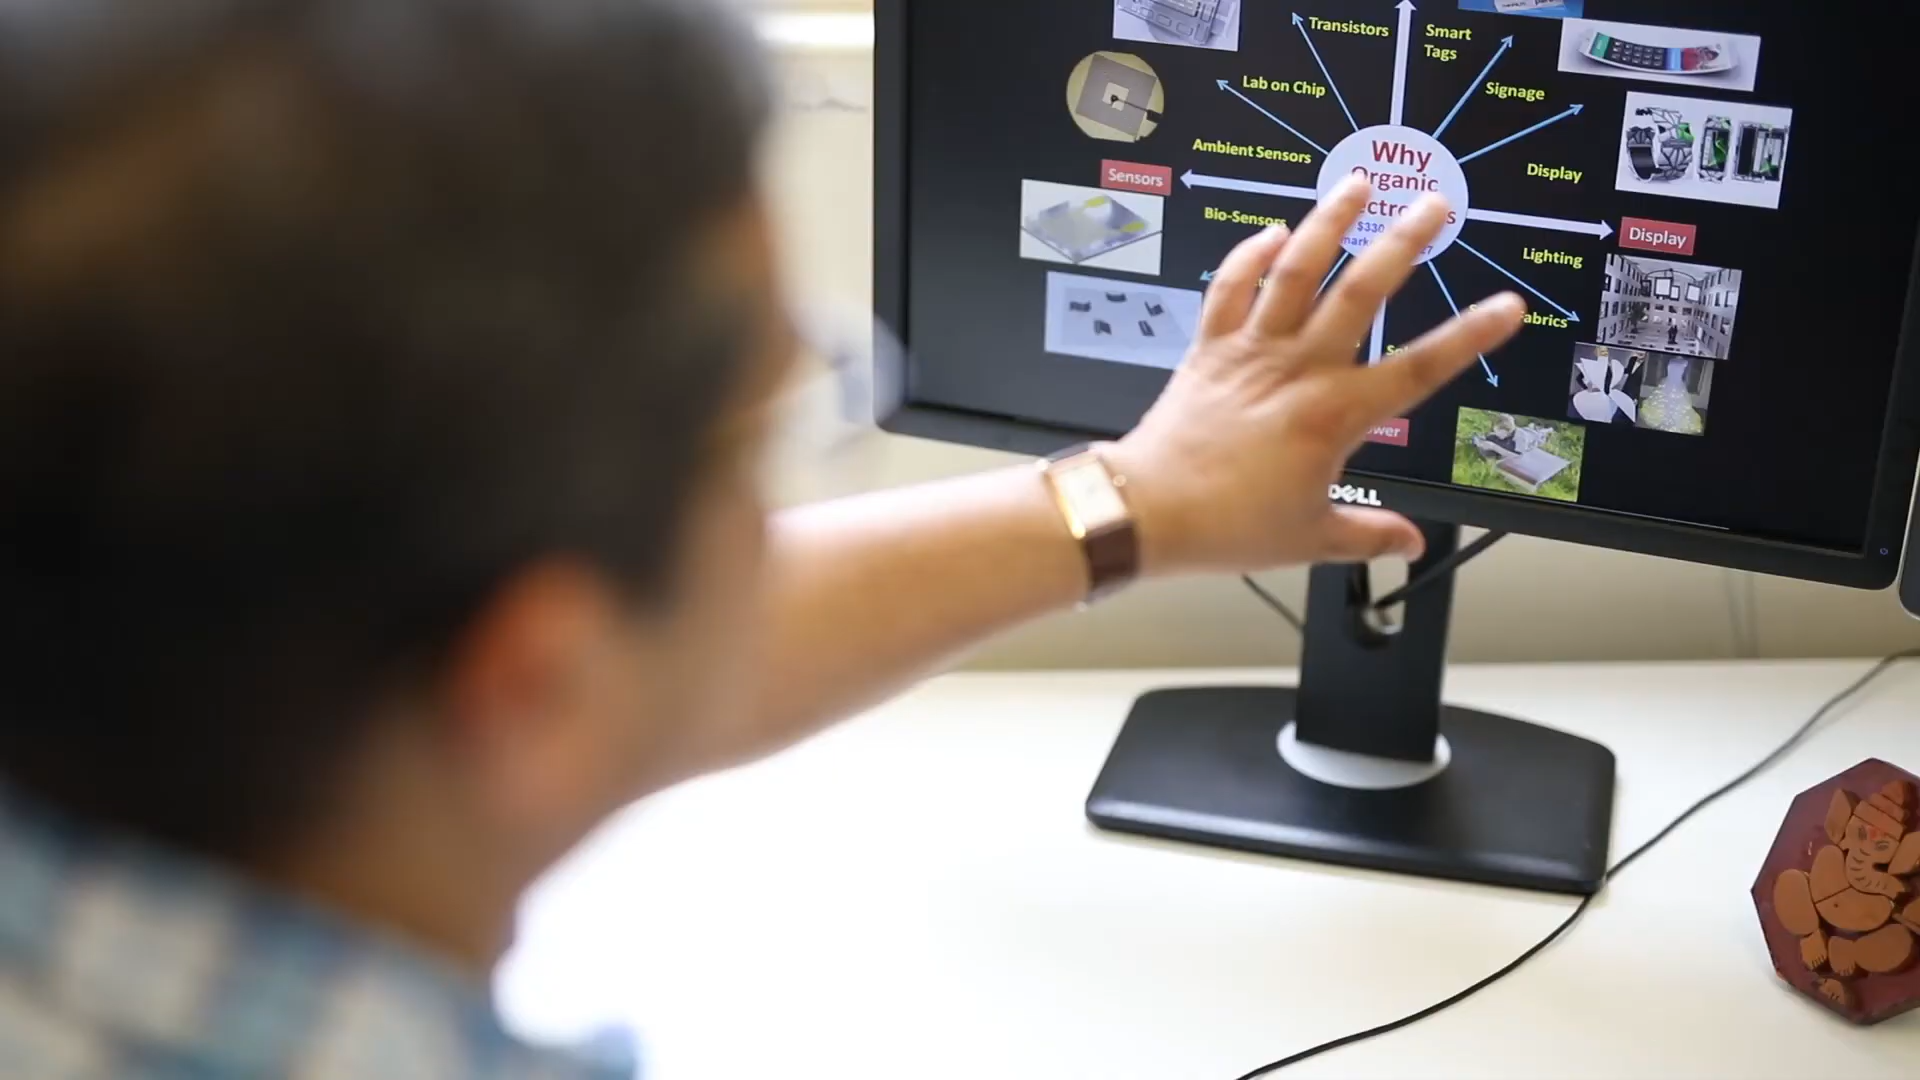 Transistors
Smart
Tags
Lab on Chip
Signage
Ambient Sensors
Why
Organic
Display
Sensors
Bio-Sensors
$330
Display
Lighting
DELL